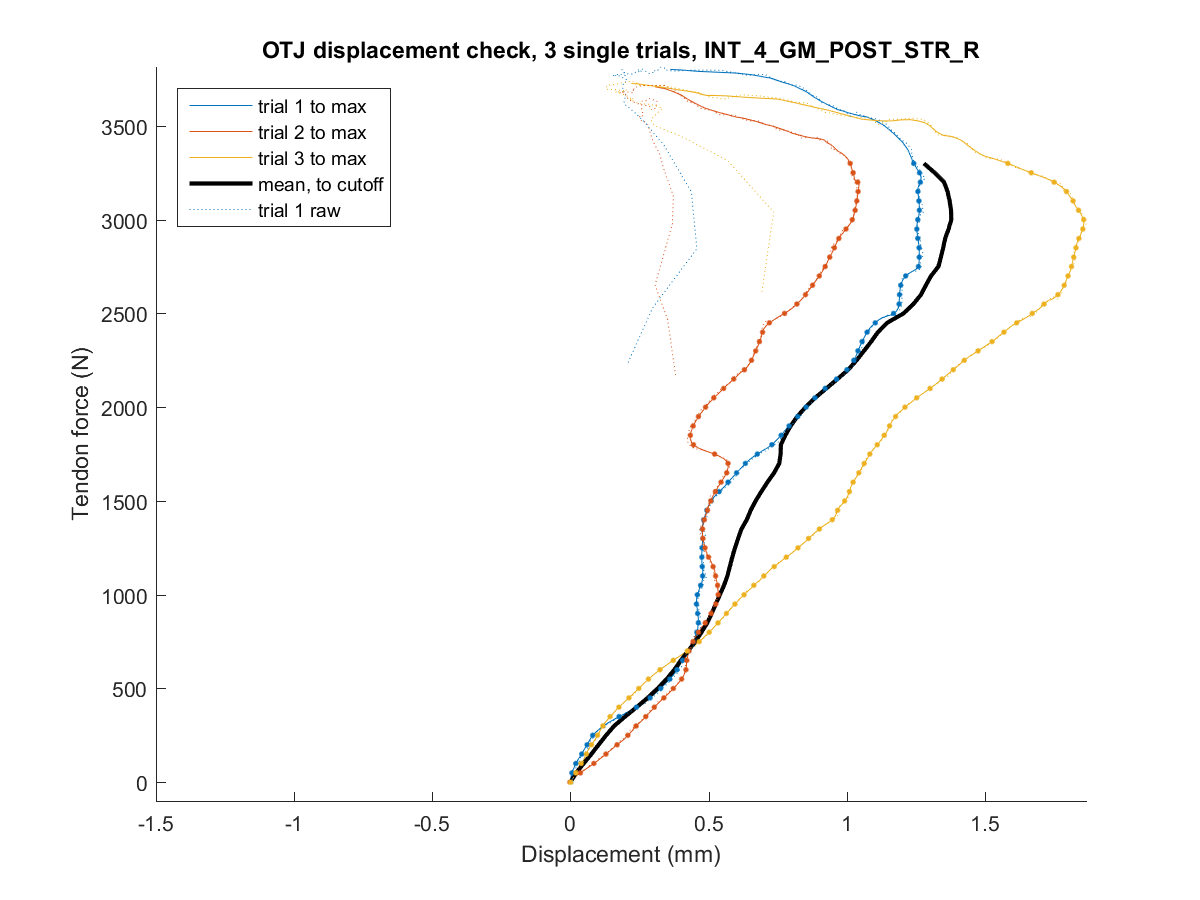 OTJ displacement check, 3 single trials, INT_4_GM_POST_STR_R
trial 1 to max
trial 2 to max
trial 3 to max
mean, to cutoff
trial 1 raw
Tendon force (N)
3500
3000
2500
2000
1500
1000
500
0
-1.5 -1 -0.5 0 0.5 1 1.5
Displacement (mm)